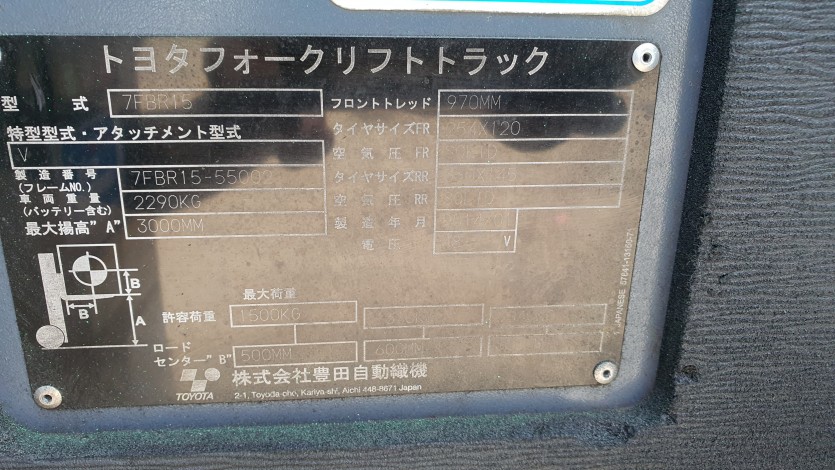 トヨタフォークリフトトラック
型式 7FBR15 フロントトレッド 970MM
特型型式・アタッチメント型式 タイヤサイズFR
V 空気圧FR
製造番号 (フレームNO.) タイヤサイズRR
車両重量 (バッテリー含む) 2290KG 空気圧RR
最大揚高"A" 3000MM 製造年月
電圧 V
B
B A
最大荷重
許容荷重 1500KG
ロード
センター"B" 500MM 600MM
株式会社豊田自動織機
TOYOTA 2-1, Toyoda-cho, Kariya-shi, Aichi 448-8671 Japan
JAPANESE